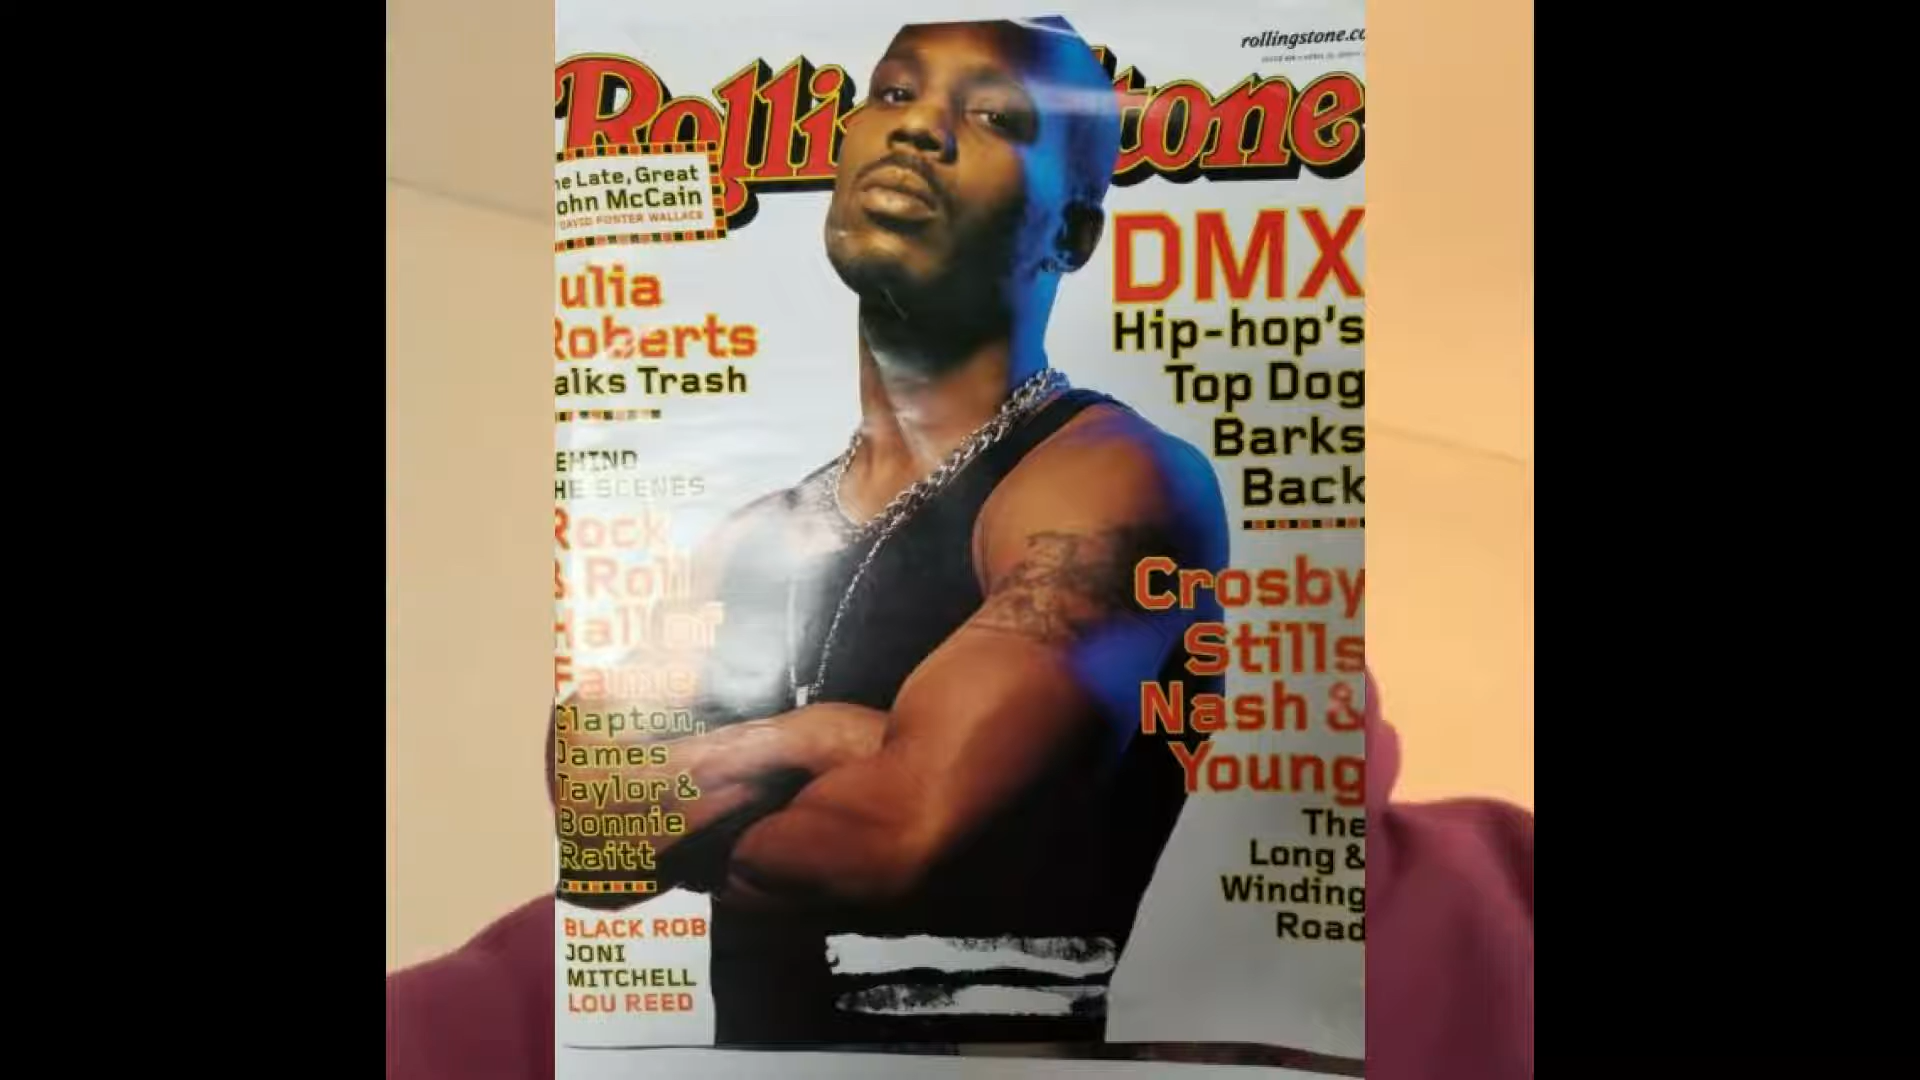 rollingstone.co
Rolli tone
he Late, Great
ohn McCain
DAVID FOSTER WALLACE
ulia
Roberts
alks Trash
EHIND
HE SCENES
Rock
& Roll
Hall of
Fame
Clapton,
James
Taylor &
Bonnie
Raitt
BLACK ROB
JONI
MITCHELL
LOU REED
DMX
Hip-hop's
Top Dog
Barks
Back
Crosby
Stills
Nash &
Young
The
Long &
Winding
Road